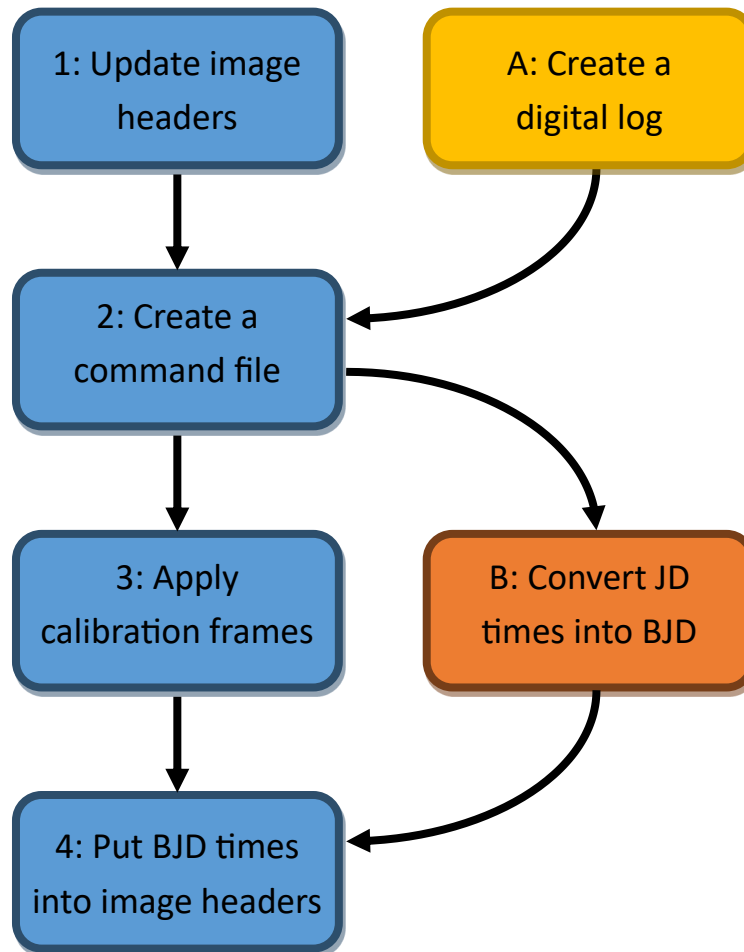 1: Update image
headers
A: Create a
digital log
2: Create a
command file
3: Apply
calibration frames
B: Convert JD
times into BJD
4: Put BJD times
into image headers